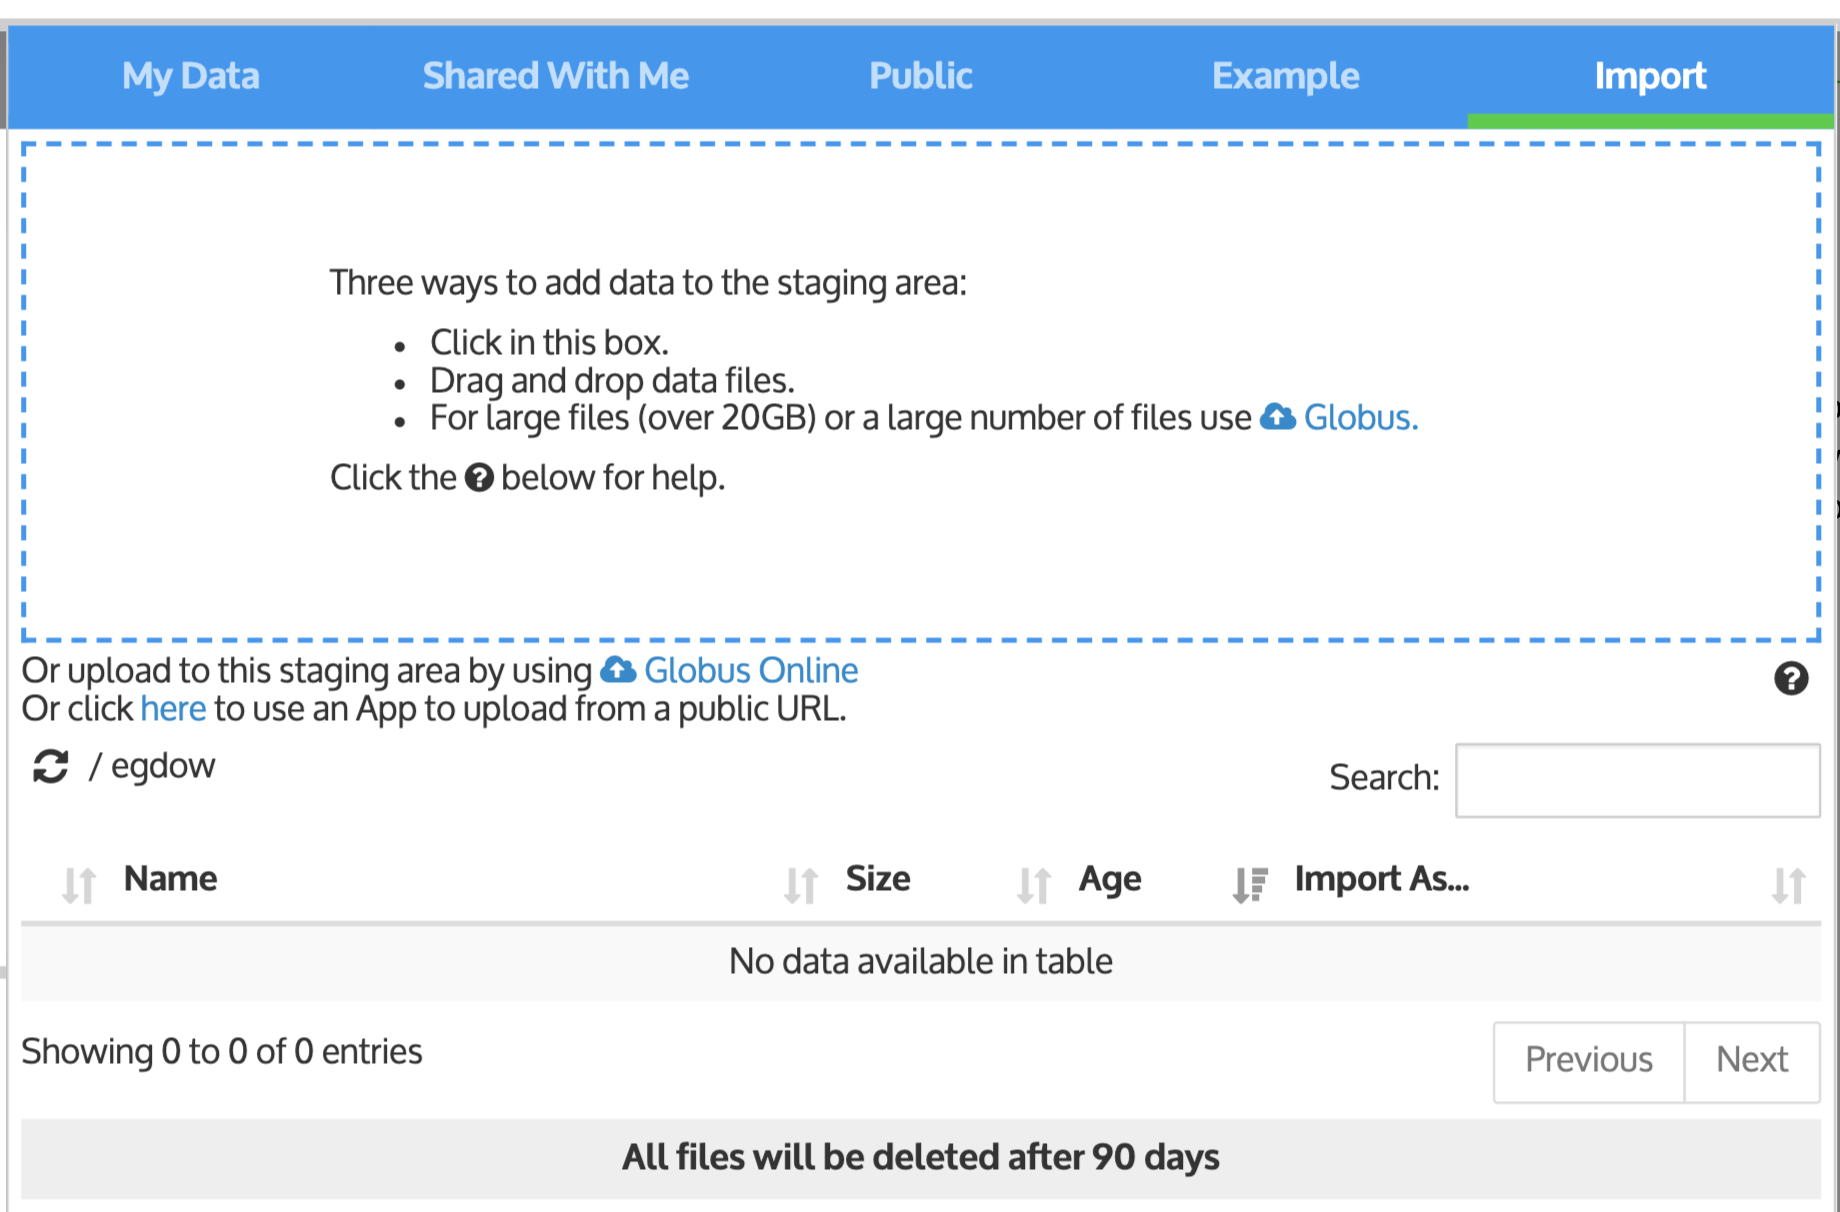 My Data Shared With Me Public Example Import
Three ways to add data to the staging area:
• Click in this box.
• Drag and drop data files.
• For large files (over 20GB) or a large number of files use Globus.
Click the ? below for help.
Or upload to this staging area by using Globus Online
?
Or click here to use an App to upload from a public URL.
/ egdow
Search:
Name Size Age Import As...
No data available in table
Showing 0 to 0 of 0 entries
Previous Next
All files will be deleted after 90 days